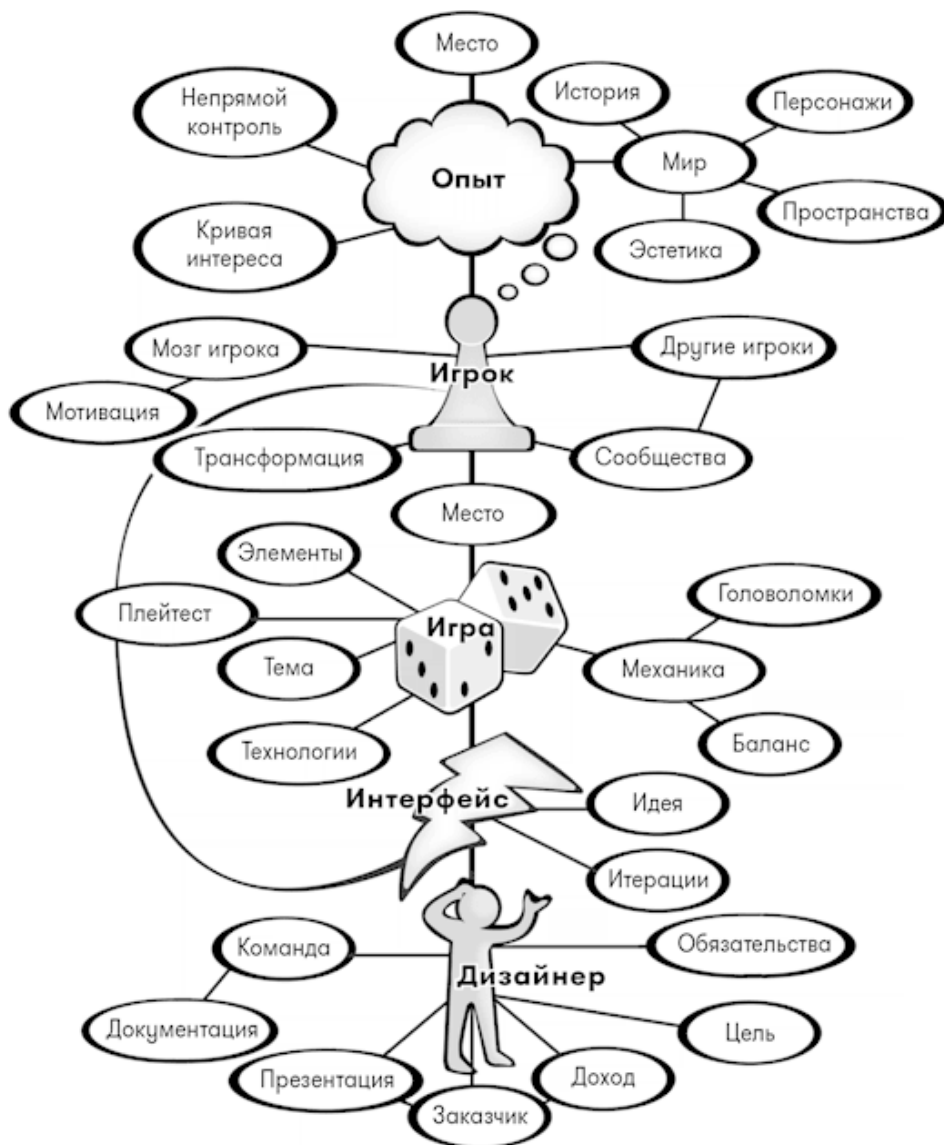 Место
История
Персонажи
Непрямой
контроль
Мир
Опыт
Пространства
Кривая
интереса
Эстетика
Мозг игрока
Другие игроки
Игрок
Мотивация
Трансформация
Сообщества
Место
Элементы
Головоломки
Плейтест
Игра
Тема
Механика
Технологии
Баланс
Интерфейс
Идея
Итерации
Команда
Обязательства
Дизайнер
Документация
Цель
Презентация
Доход
Заказчик